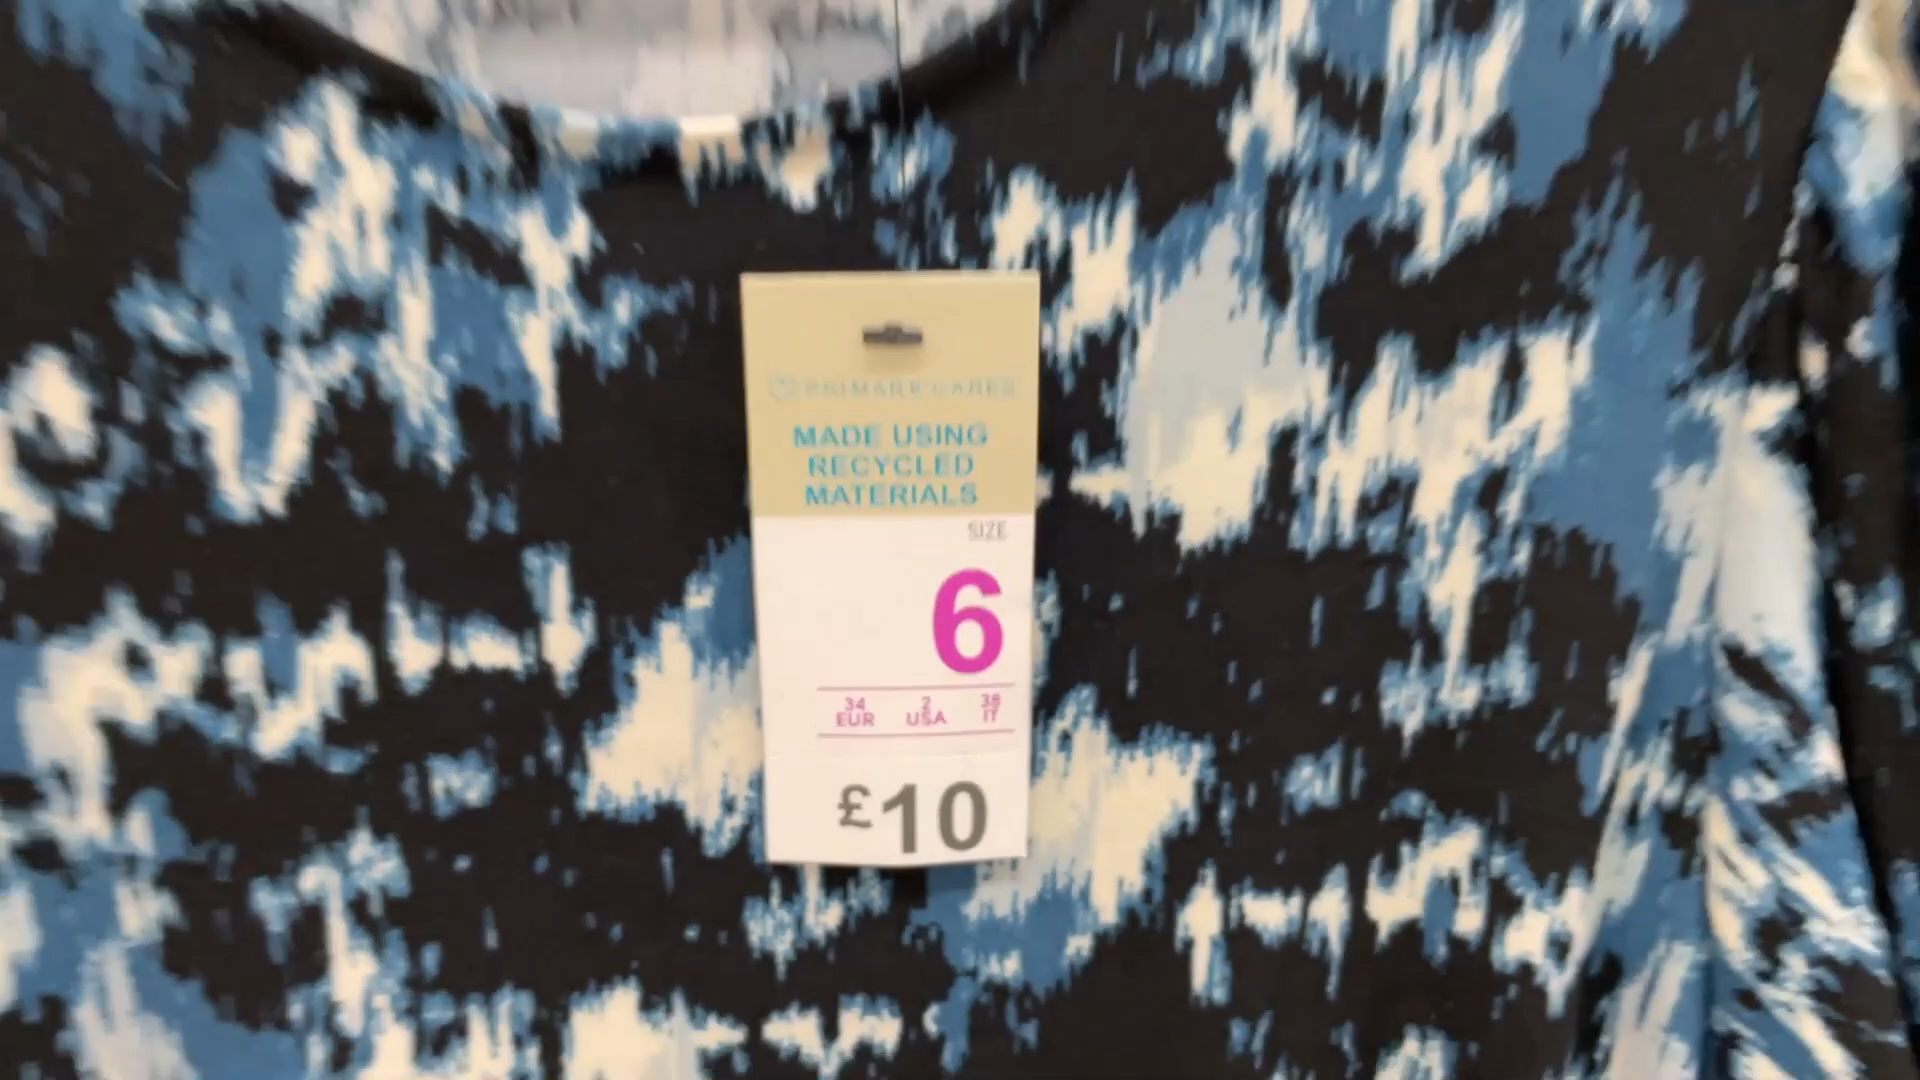 PRIMARK CARES
MADE USING
RECYCLED
MATERIALS
SIZE
6
34 2 38
EUR USA IT
£10